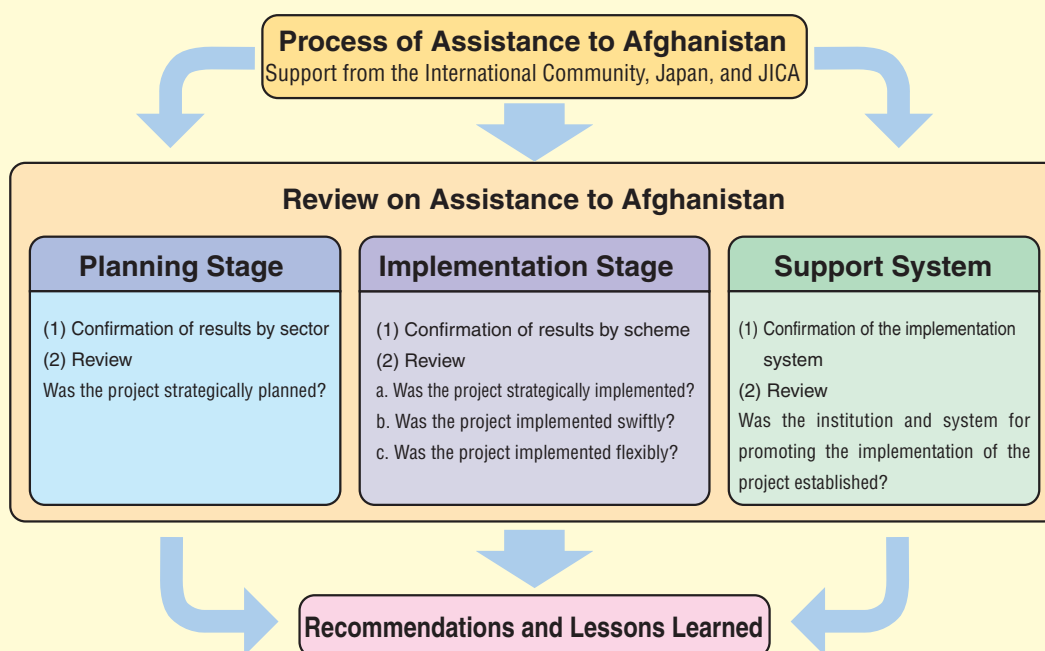 Process of Assistance to Afghanistan
Support from the International Community, Japan, and JICA
Review on Assistance to Afghanistan
Planning Stage
(1) Confirmation of results by sector
(2) Review
Was the project strategically planned?
Implementation Stage
(1) Confirmation of results by scheme
(2) Review
a. Was the project strategically implemented?
b. Was the project implemented swiftly?
c. Was the project implemented flexibly?
Support System
(1) Confirmation of the implementation
system
(2) Review
Was the institution and system for
promoting the implementation of the
project established?
Recommendations and Lessons Learned